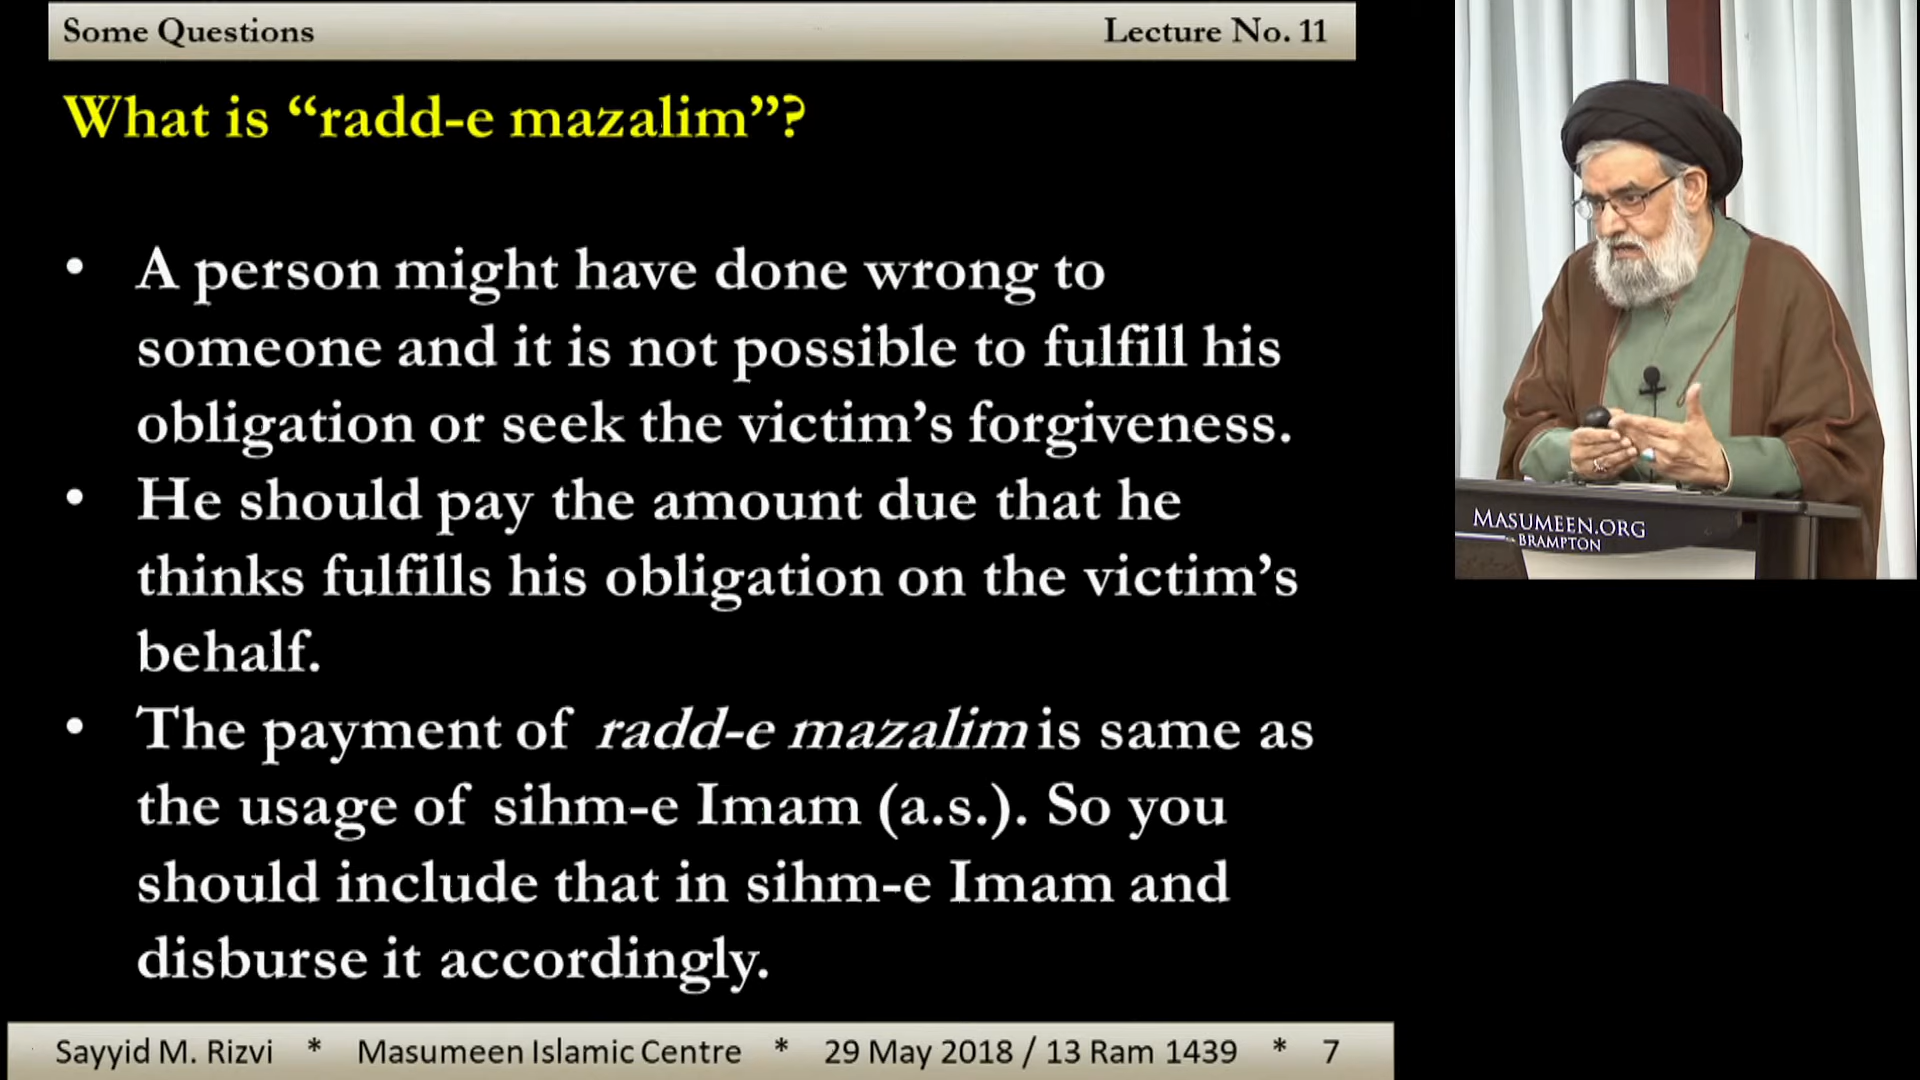 Some Questions
Lecture No. 11
What is “radd-e mazalim”?
• A person might have done wrong to
someone and it is not possible to fulfill his
obligation or seek the victim’s forgiveness.
• He should pay the amount due that he
thinks fulfills his obligation on the victim’s
behalf.
• The payment of radd-e mazalim is same as
the usage of sihm-e Imam (a.s.). So you
should include that in sihm-e Imam and
disburse it accordingly.
MASUMEEN.ORG
BRAMPTON
Sayyid M. Rizvi * Masumeen Islamic Centre * 29 May 2018 / 13 Ram 1439 * 7